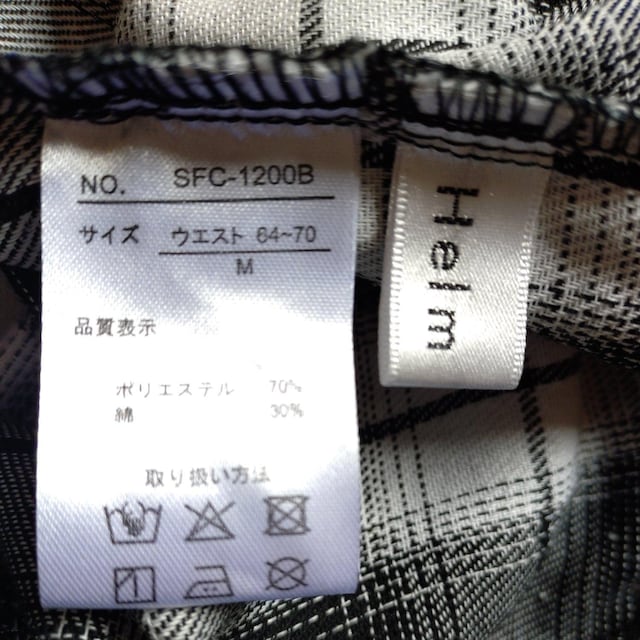 NO. SFC-1200B
サイズ ウエスト 64~70
M
品質表示
ポリエステル 70%
綿 30%
取り扱い方法
Heim